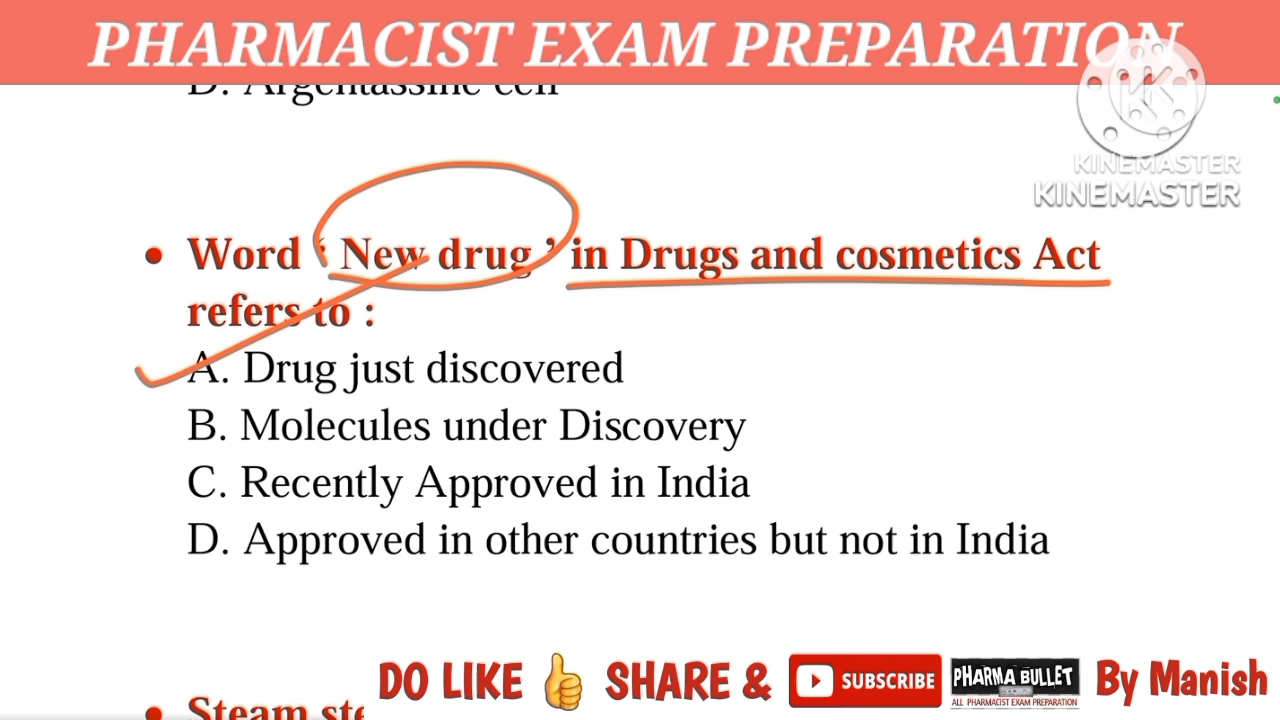 PHARMACIST EXAM PREPARATION
D. Argentassine cell
KINEMASTER
KINEMASTER
• Word ‘ New drug ’ in Drugs and cosmetics Act
refers to :
A. Drug just discovered
B. Molecules under Discovery
C. Recently Approved in India
D. Approved in other countries but not in India
DO LIKE 👍 SHARE & SUBSCRIBE PHARMA BULLET By Manish
ALL PHARMACIST EXAM PREPARATION
• Steam